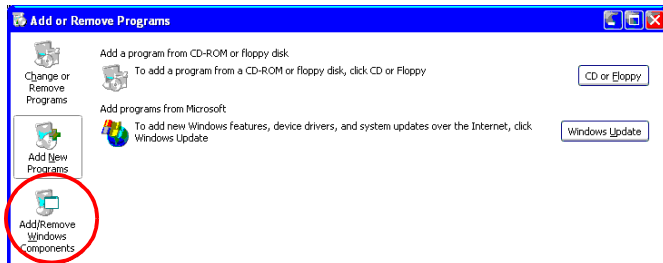 Add or Remove Programs
Change or
Remove
Programs
Add New
Programs
Add/Remove
Windows
Components
Add a program from CD-ROM or floppy disk
To add a program from a CD-ROM or floppy disk, click CD or Floppy
CD or Floppy
Add programs from Microsoft
To add new Windows features, device drivers, and system updates over the Internet, click
Windows Update
Windows Update